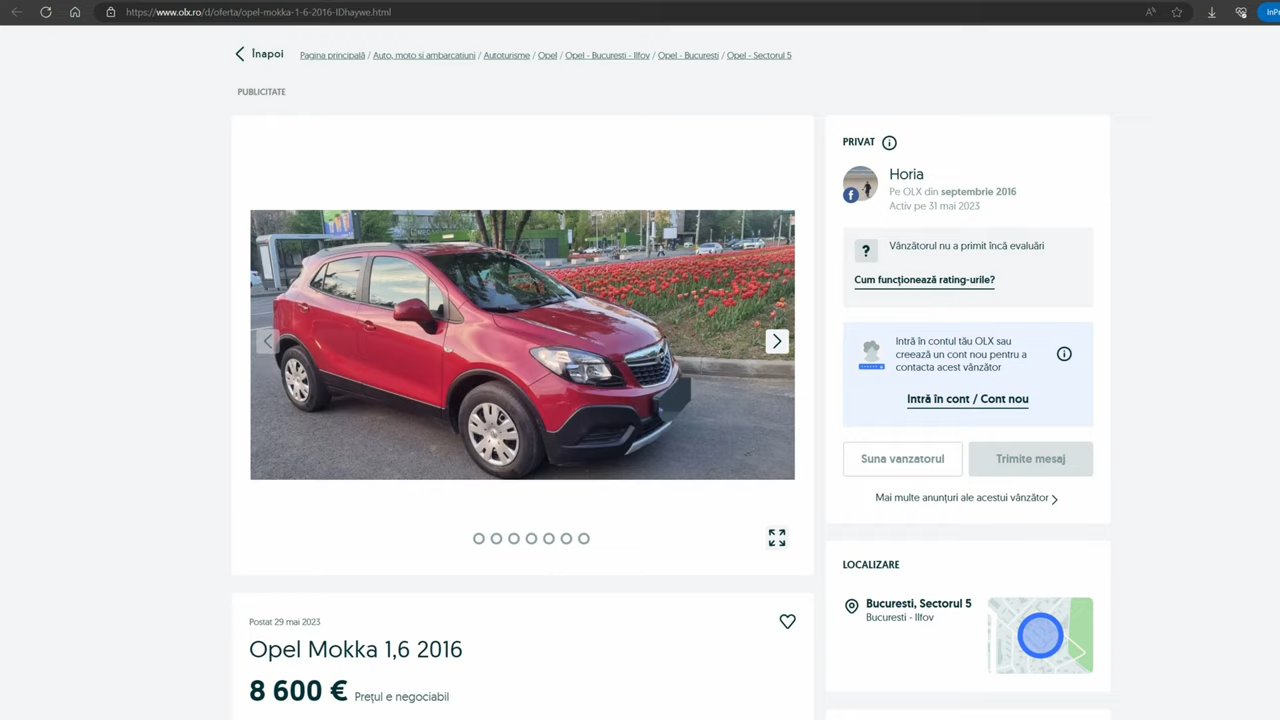 https://www.olx.ro/d/oferta/opel-mokka-1-6-2016-IDhaywe.html
InPr
Înapoi
Pagina principală / Auto, moto si ambarcatiuni / Autoturisme / Opel / Opel - Bucuresti - Ilfov / Opel - Bucuresti / Opel - Sectorul 5
PUBLICITATE
PRIVAT
Horia
Pe OLX din septembrie 2016
Activ pe 31 mai 2023
?
Vânzătorul nu a primit încă evaluări
Cum funcționează rating-urile?
Intră în contul tău OLX sau
creează un cont nou pentru a
contacta acest vânzător
Intră în cont / Cont nou
Suna vanzatorul
Trimite mesaj
Mai multe anunțuri ale acestui vânzător
LOCALIZARE
Bucuresti, Sectorul 5
Bucuresti - Ilfov
Postat 29 mai 2023
Opel Mokka 1,6 2016
8 600 € Prețul e negociabil